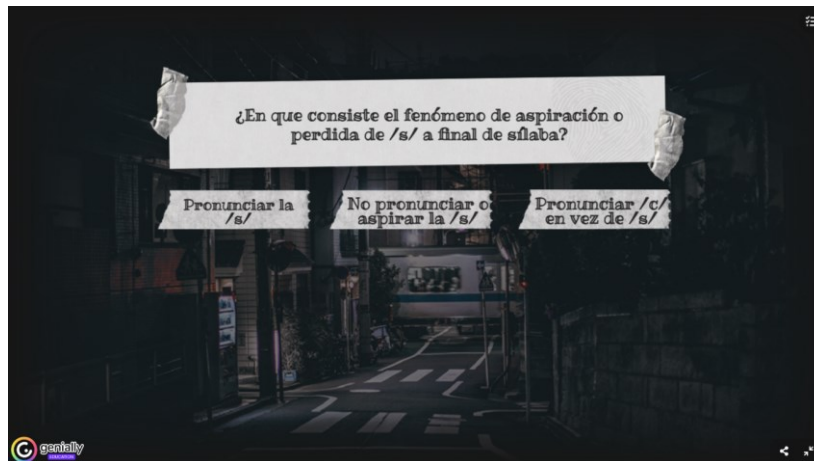 ¿En que consiste el fenómeno de aspiración o
perdida de /s/ a final de sílaba?
Pronunciar la
/s/
No pronunciar o
aspirar la /s/
Pronunciar /c/
en vez de /s/
genially
EDUCATION